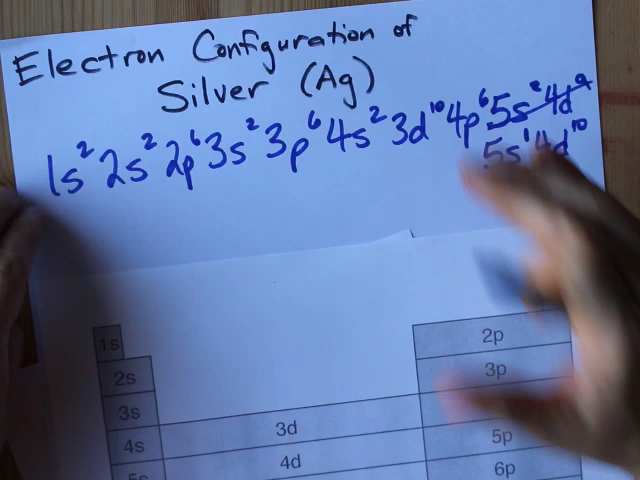 Electron Configuration of
Silver (Ag)
1s² 2s² 2p⁶ 3s² 3p⁶ 4s² 3d¹⁰ 4p⁶ 5s² 4d⁹
5s¹ 4d¹⁰
1s 2p
2s 3p
3s
4s 3d 5p
5s 4d 6p